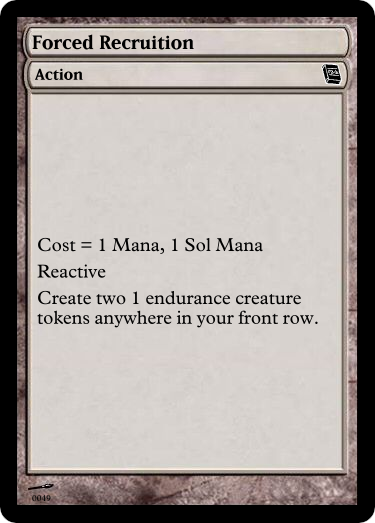 Forced Recruition
Action
Cost = 1 Mana, 1 Sol Mana
Reactive
Create two 1 endurance creature
tokens anywhere in your front row.
0049